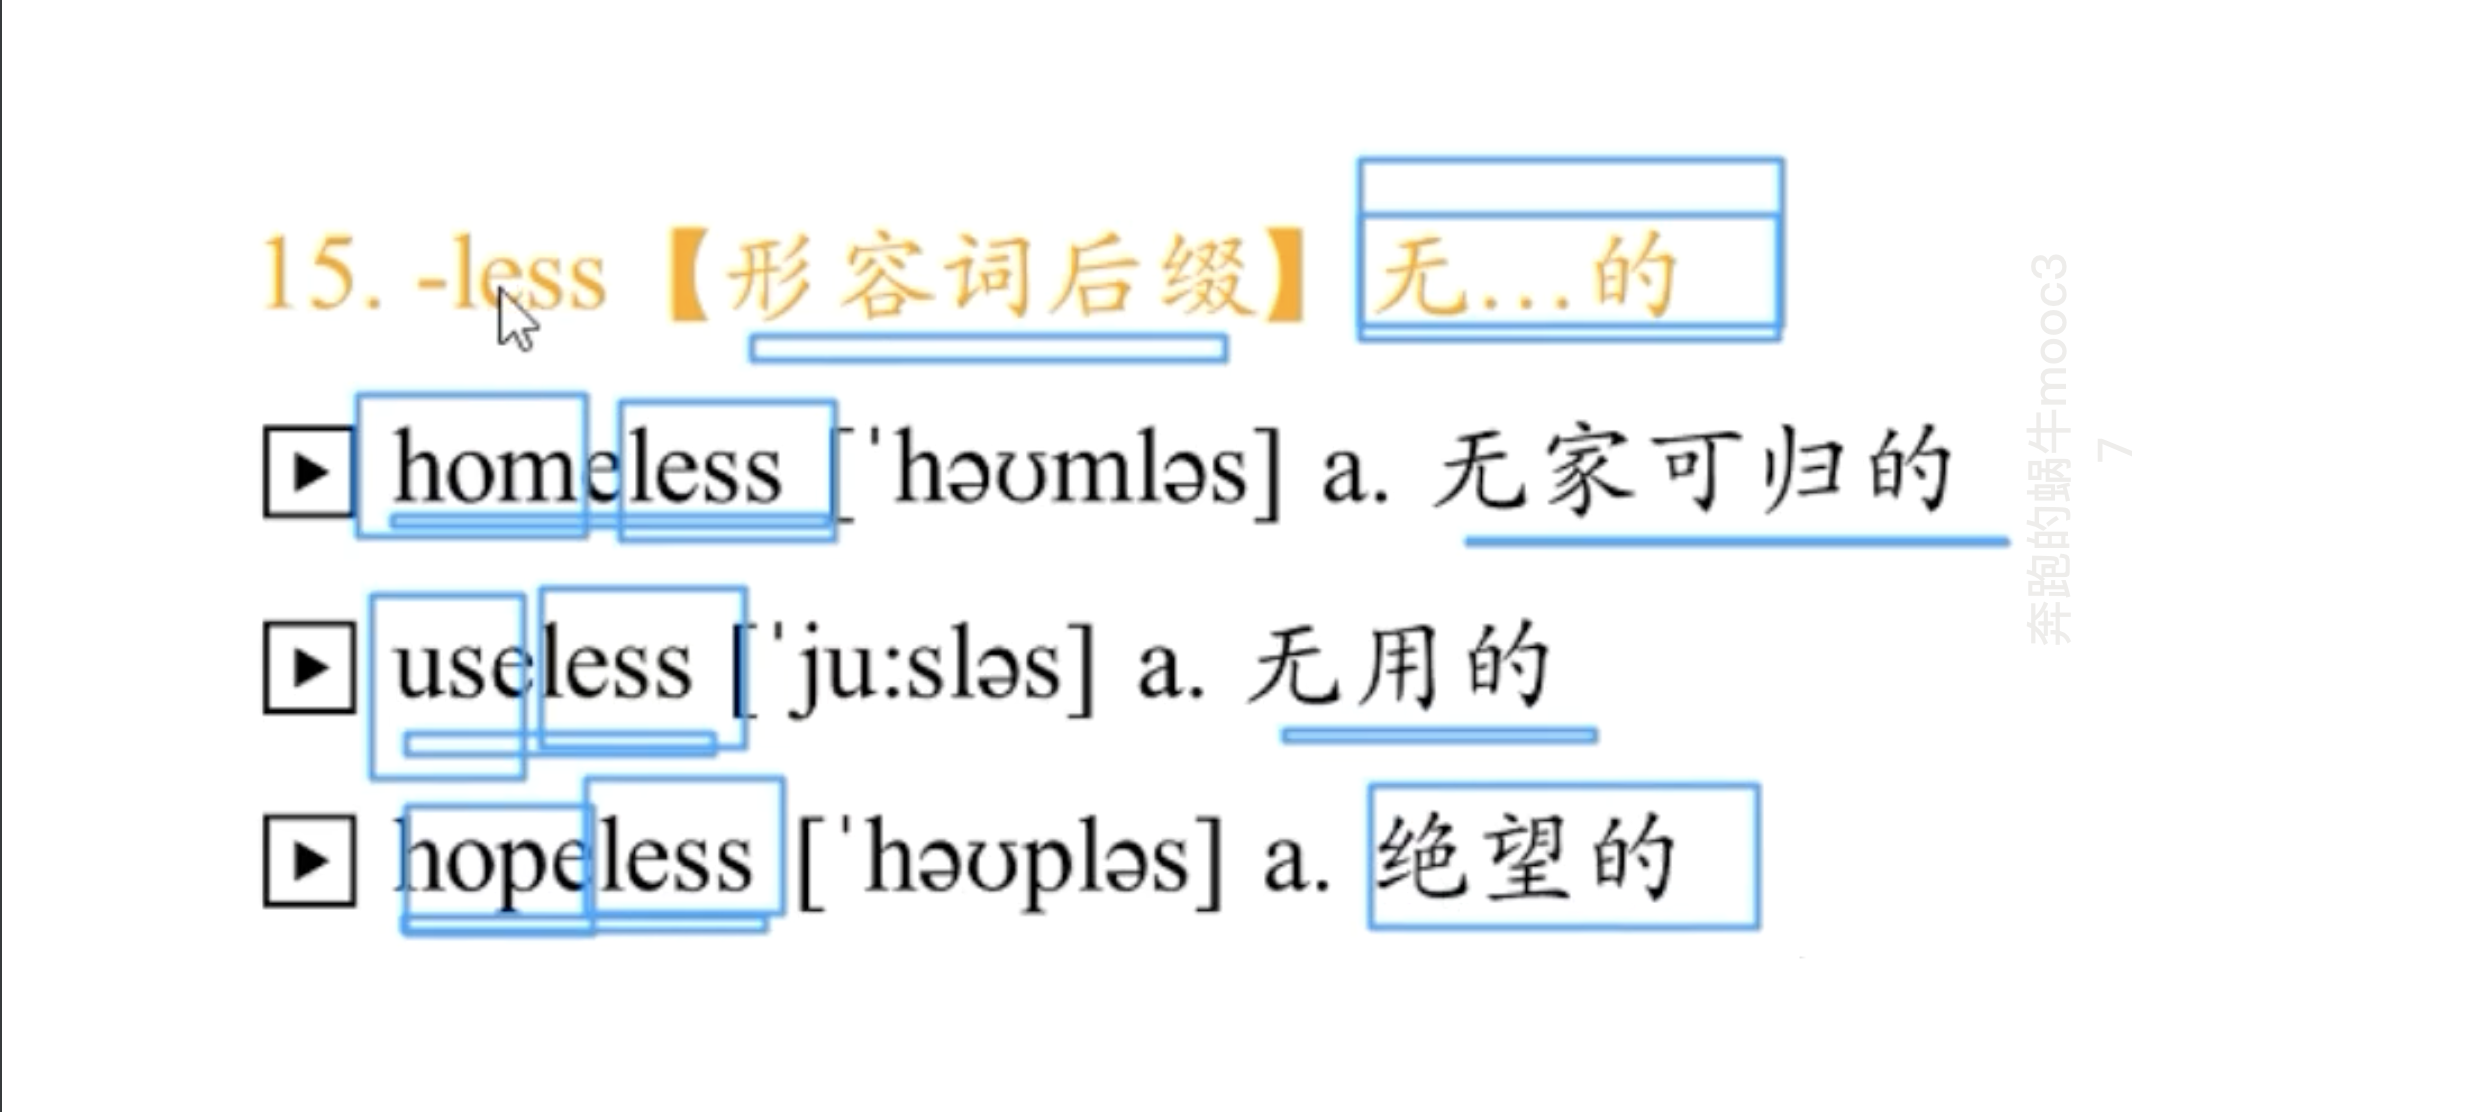 15. -less【形容词后缀】无…的
homeless [ˈhəʊmləs] a. 无家可归的
useless [ˈju:sləs] a. 无用的
hopeless [ˈhəʊpləs] a. 绝望的
奔跑的蜗牛mooc3
7